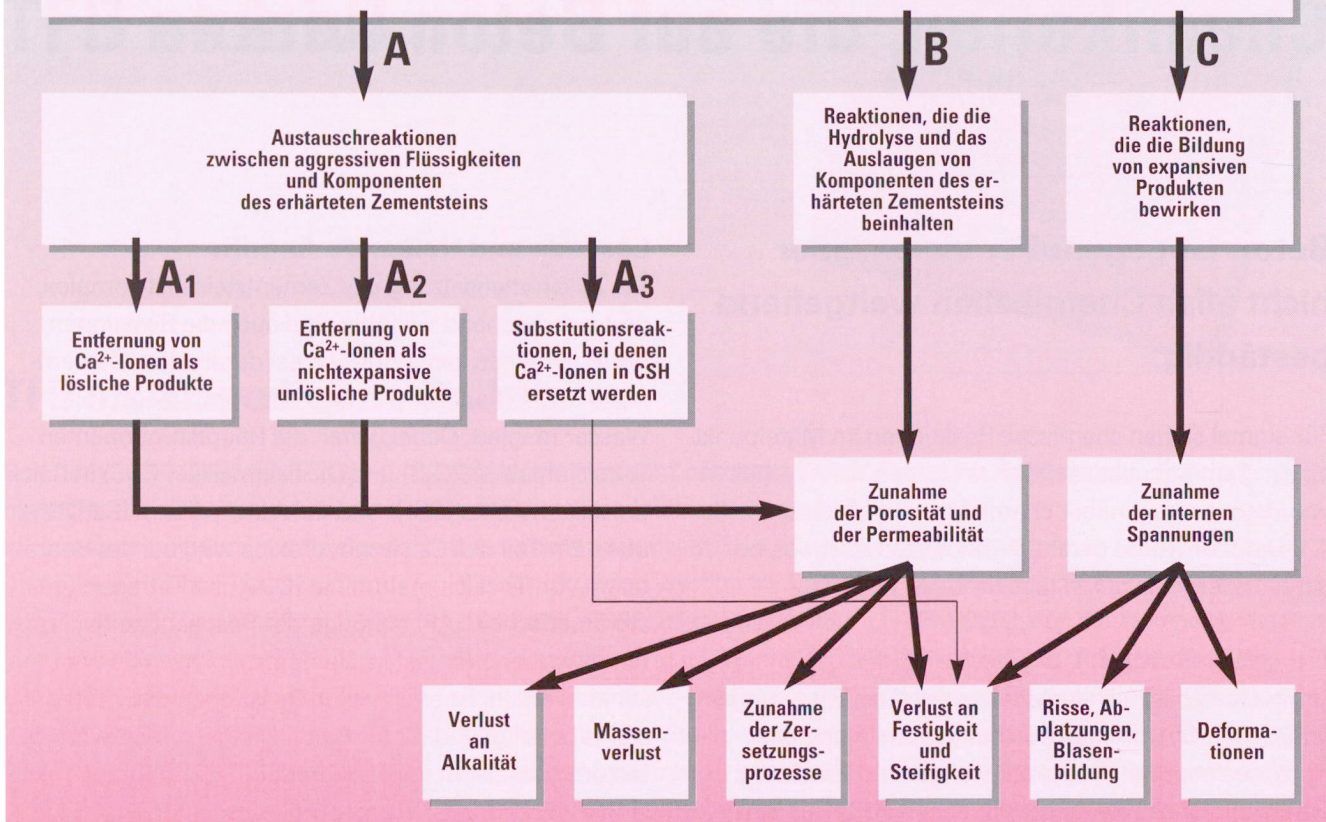 A
B
C
Austauschreaktionen
zwischen aggressiven Flüssigkeiten
und Komponenten
des erhärteten Zementsteins
Reaktionen, die die
Hydrolyse und das
Auslaugen von
Komponenten des er-
härteten Zementsteins
beinhalten
Reaktionen,
die die Bildung
von expansiven
Produkten
bewirken
A₁
A₂
A₃
Entfernung von
Ca²⁺-Ionen als
lösliche Produkte
Entfernung von
Ca²⁺-Ionen als
nichtexpansive
unlösliche Produkte
Substitutionsreak-
tionen, bei denen
Ca²⁺-Ionen in CSH
ersetzt werden
Zunahme
der Porosität und
der Permeabilität
Zunahme
der internen
Spannungen
Verlust
an
Alkalität
Massen-
verlust
Zunahme
der Zer-
setzungs-
prozesse
Verlust an
Festigkeit
und
Steifigkeit
Risse, Ab-
platzungen,
Blasen-
bildung
Deforma-
tionen